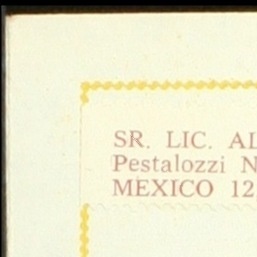 SR. LIC. AL
Pestalozzi N
MEXICO 12,